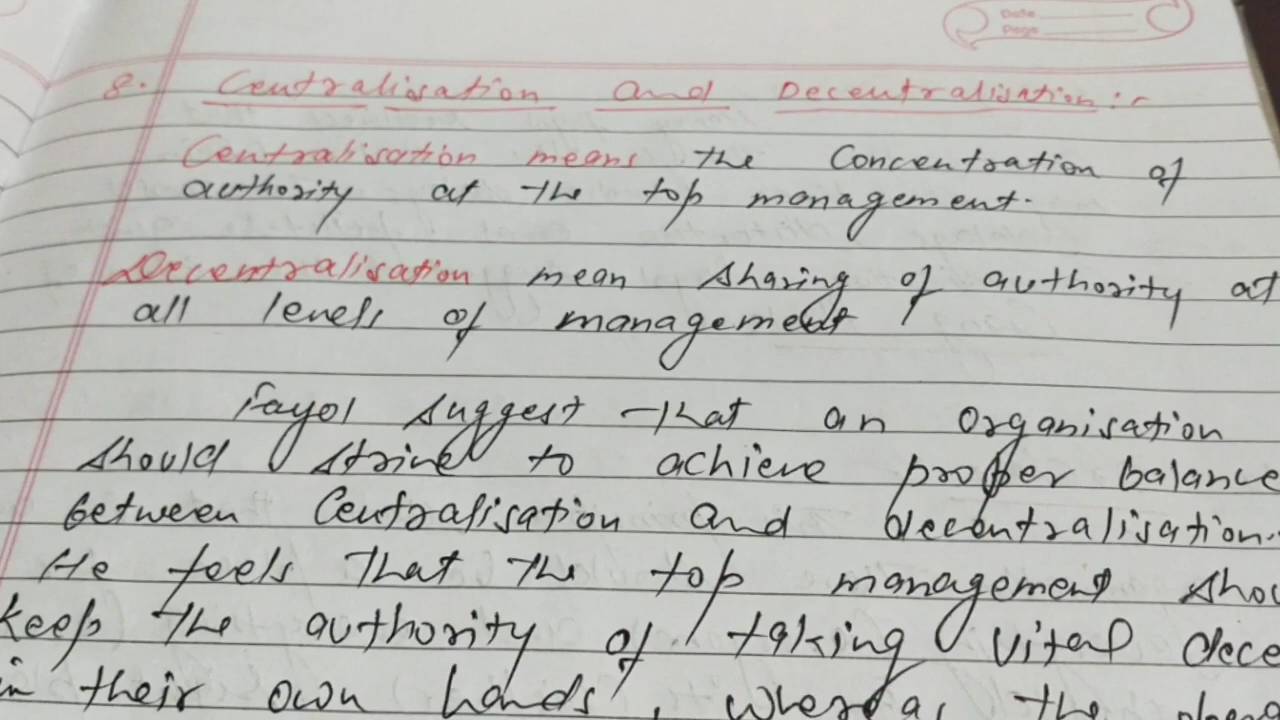 Date
Page
8. Centralisation and Decentralisation :-
Centralisation means the Concentration of
authority at the top management.
Decentralisation mean sharing of authority at
all levels of management
Fayol suggest that an organisation
should strive to achieve proper balance
between Centralisation and decentralisation.
He feels that the top management shou
keep the authority of taking vital dece
in their own hands, whereas the